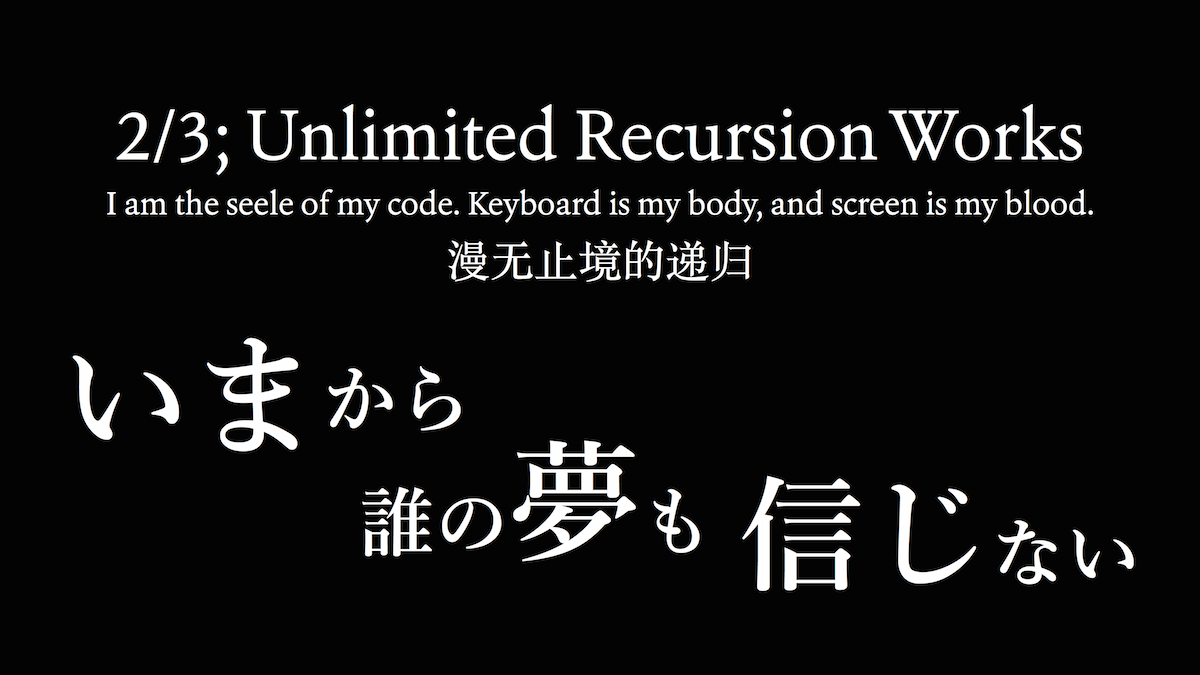 2/3; Unlimited Recursion Works
I am the seele of my code. Keyboard is my body, and screen is my blood.
漫无止境的递归
いまから
誰の夢も信じない